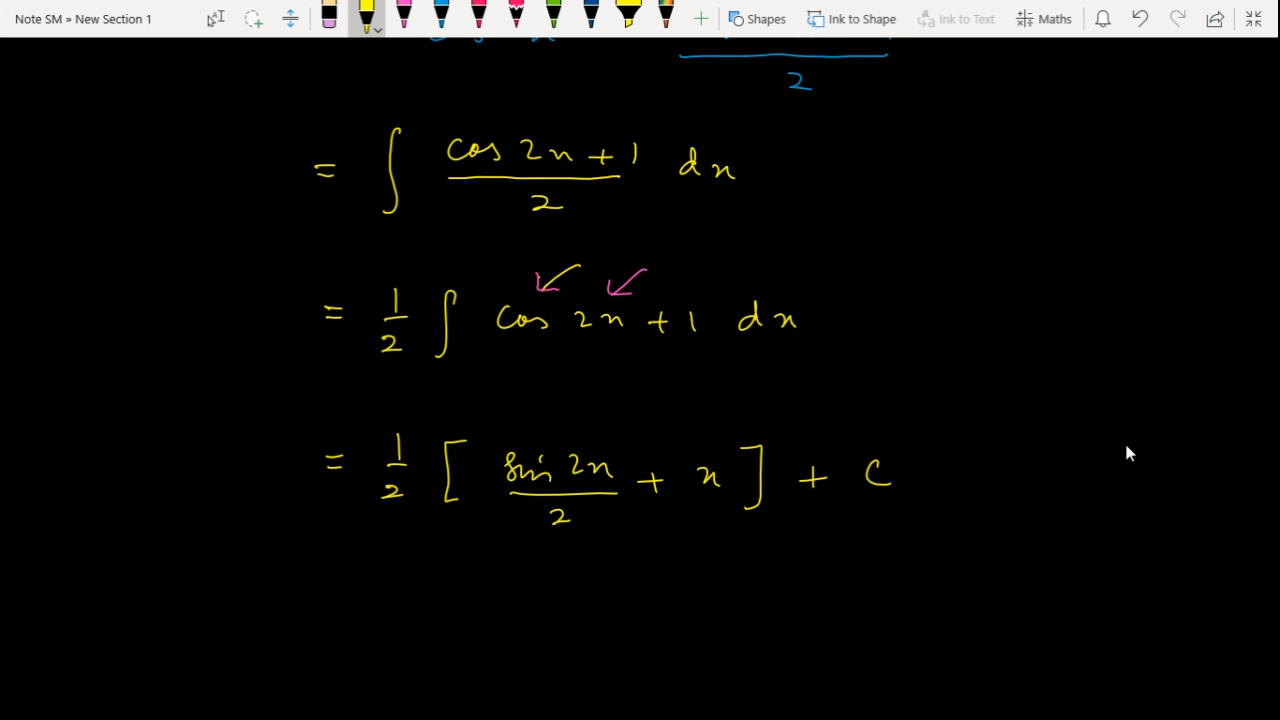 Note SM » New Section 1 Shapes Ink to Shape Ink to Text Maths
2
= ∫ (cos 2x + 1)/2 dx
= 1/2 ∫ cos 2x + 1 dx
= 1/2 [ sin 2x/2 + x ] + C